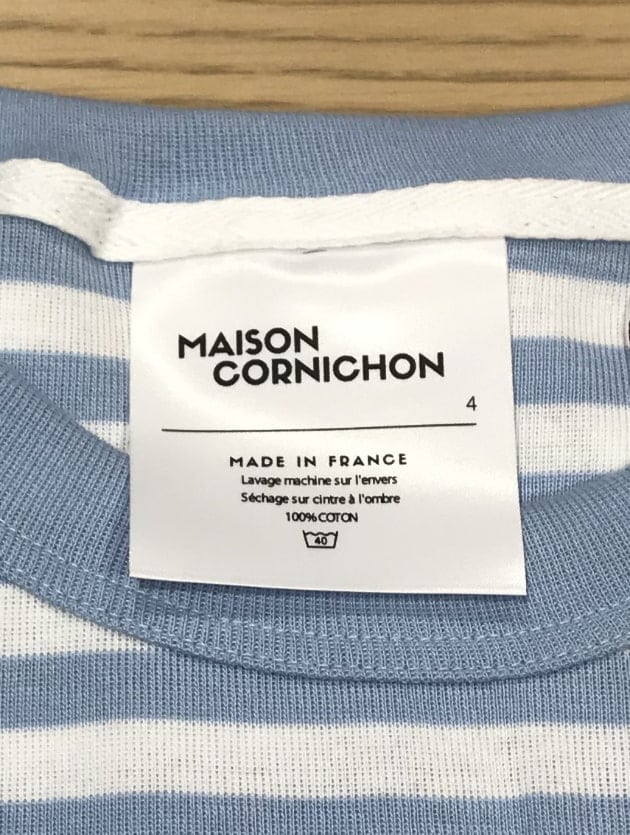 MAISON
CORNICHON
4
MADE IN FRANCE
Lavage machine sur l'envers
Séchage sur cintre à l'ombre
100% COTON
40